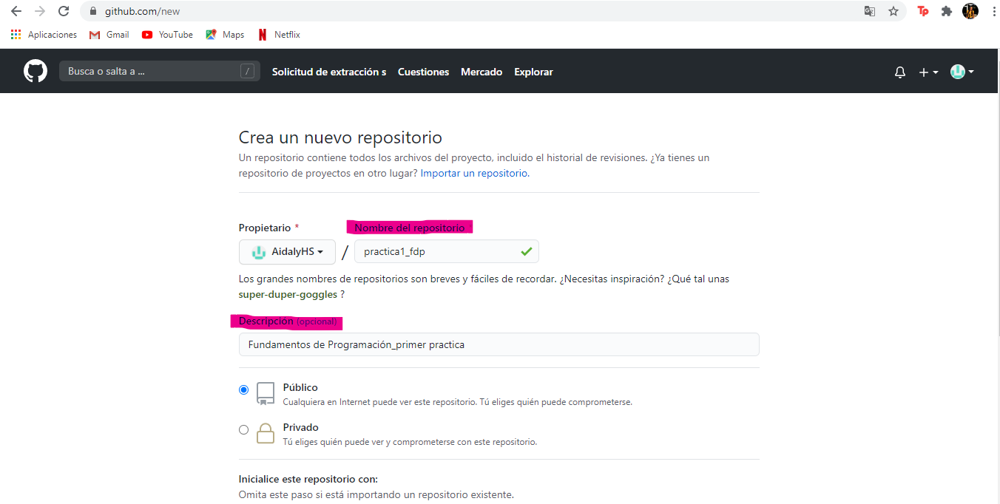 github.com/new
Tp
Aplicaciones Gmail YouTube Maps Netflix
Busca o salta a ... / Solicitud de extracción s Cuestiones Mercado Explorar
Crea un nuevo repositorio
Un repositorio contiene todos los archivos del proyecto, incluido el historial de revisiones. ¿Ya tienes un
repositorio de proyectos en otro lugar? Importar un repositorio.
Propietario * Nombre del repositorio
AidalyHS / practica1_fdp
Los grandes nombres de repositorios son breves y fáciles de recordar. ¿Necesitas inspiración? ¿Qué tal unas
super-duper-goggles ?
Descripción (opcional)
Fundamentos de Programación_primer practica
Público
Cualquiera en Internet puede ver este repositorio. Tú eliges quién puede comprometerse.
Privado
Tú eliges quién puede ver y comprometerse con este repositorio.
Inicialice este repositorio con:
Omita este paso si está importando un repositorio existente.